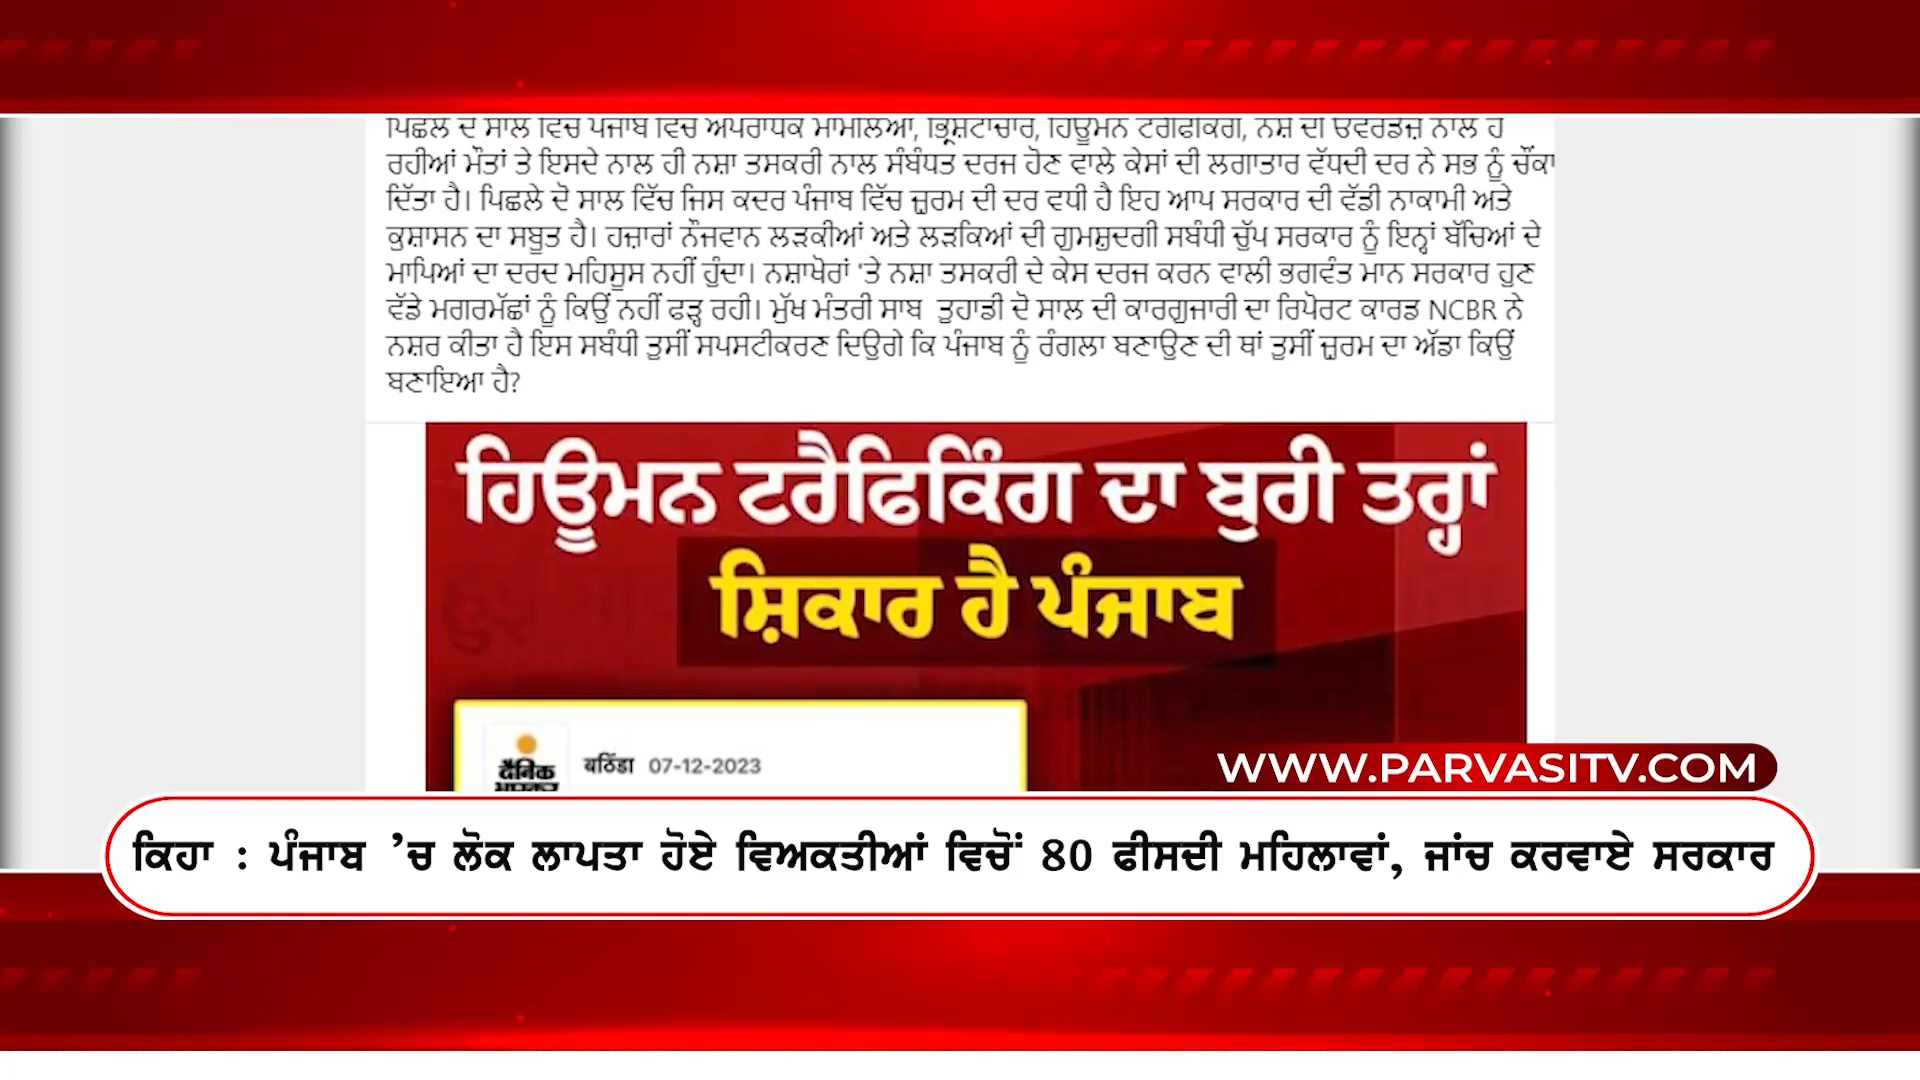 ਪਿਛਲੇ ਦੋ ਸਾਲ ਵਿੱਚ ਪੰਜਾਬ ਵਿੱਚ ਅਪਰਾਧਕ ਮਾਮਲਿਆਂ, ਭ੍ਰਿਸ਼ਟਾਚਾਰ, ਹਿਊਮਨ ਟਰੈਫਿਕਿੰਗ, ਨਸ਼ੇ ਦੀ ਓਵਰਡੋਜ਼ ਨਾਲ ਹੋ
ਰਹੀਆਂ ਮੌਤਾਂ ਤੇ ਇਸਦੇ ਨਾਲ ਹੀ ਨਸ਼ਾ ਤਸਕਰੀ ਨਾਲ ਸੰਬੰਧਤ ਦਰਜ ਹੋਣ ਵਾਲੇ ਕੇਸਾਂ ਦੀ ਲਗਾਤਾਰ ਵੱਧਦੀ ਦਰ ਨੇ ਸਭ ਨੂੰ ਚੌਂਕਾ
ਦਿੱਤਾ ਹੈ। ਪਿਛਲੇ ਦੋ ਸਾਲ ਵਿੱਚ ਜਿਸ ਕਦਰ ਪੰਜਾਬ ਵਿੱਚ ਜ਼ੁਰਮ ਦੀ ਦਰ ਵਧੀ ਹੈ ਇਹ ਆਪ ਸਰਕਾਰ ਦੀ ਵੱਡੀ ਨਾਕਾਮੀ ਅਤੇ
ਕੁਸ਼ਾਸਨ ਦਾ ਸਬੂਤ ਹੈ। ਹਜ਼ਾਰਾਂ ਨੌਜਵਾਨ ਲੜਕੀਆਂ ਅਤੇ ਲੜਕਿਆਂ ਦੀ ਗੁਮਸ਼ੁਦਗੀ ਸਬੰਧੀ ਚੁੱਪ ਸਰਕਾਰ ਨੂੰ ਇਨ੍ਹਾਂ ਬੱਚਿਆਂ ਦੇ
ਮਾਪਿਆਂ ਦਾ ਦਰਦ ਮਹਿਸੂਸ ਨਹੀਂ ਹੁੰਦਾ। ਨਸ਼ਾਖੋਰਾਂ 'ਤੇ ਨਸ਼ਾ ਤਸਕਰੀ ਦੇ ਕੇਸ ਦਰਜ ਕਰਨ ਵਾਲੀ ਭਗਵੰਤ ਮਾਨ ਸਰਕਾਰ ਹੁਣ
ਵੱਡੇ ਮਗਰਮੱਛਾਂ ਨੂੰ ਕਿਉਂ ਨਹੀਂ ਫੜ੍ਹ ਰਹੀ। ਮੁੱਖ ਮੰਤਰੀ ਸਾਬ ਤੁਹਾਡੀ ਦੋ ਸਾਲ ਦੀ ਕਾਰਗੁਜਾਰੀ ਦਾ ਰਿਪੋਰਟ ਕਾਰਡ NCBR ਨੇ
ਨਸ਼ਰ ਕੀਤਾ ਹੈ ਇਸ ਸਬੰਧੀ ਤੁਸੀਂ ਸਪਸਟੀਕਰਣ ਦਿਉਗੇ ਕਿ ਪੰਜਾਬ ਨੂੰ ਰੰਗਲਾ ਬਣਾਉਣ ਦੀ ਥਾਂ ਤੁਸੀਂ ਜ਼ੁਰਮ ਦਾ ਅੱਡਾ ਕਿਉਂ
ਬਣਾਇਆ ਹੈ?
ਹਿਊਮਨ ਟਰੈਫਿਕਿੰਗ ਦਾ ਬੁਰੀ ਤਰ੍ਹਾਂ
ਸ਼ਿਕਾਰ ਹੈ ਪੰਜਾਬ
दैनिक
भास्कर
बठिंडा 07-12-2023
WWW.PARVASITV.COM
ਕਿਹਾ : ਪੰਜਾਬ ’ਚ ਲੋਕ ਲਾਪਤਾ ਹੋਏ ਵਿਅਕਤੀਆਂ ਵਿਚੋਂ 80 ਫੀਸਦੀ ਮਹਿਲਾਵਾਂ, ਜਾਂਚ ਕਰਵਾਏ ਸਰਕਾਰ